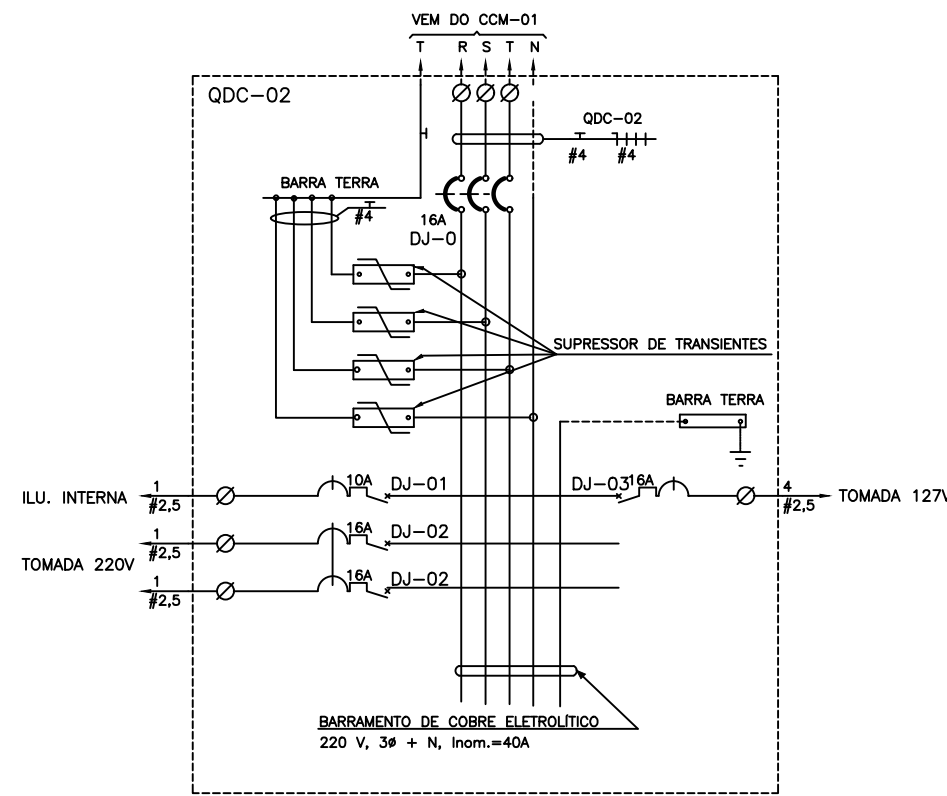 VEM DO CCM-01
T R S T N
QDC-02
QDC-02
#4 #4
BARRA TERRA
#4
16A
DJ-0
SUPRESSOR DE TRANSIENTES
BARRA TERRA
ILU. INTERNA
1
#2,5
10A
DJ-01
DJ-03
16A
4
#2,5
TOMADA 127V
TOMADA 220V
1
#2,5
16A
DJ-02
1
#2,5
16A
DJ-02
BARRAMENTO DE COBRE ELETROLÍTICO
220 V, 3ø + N, Inom.=40A